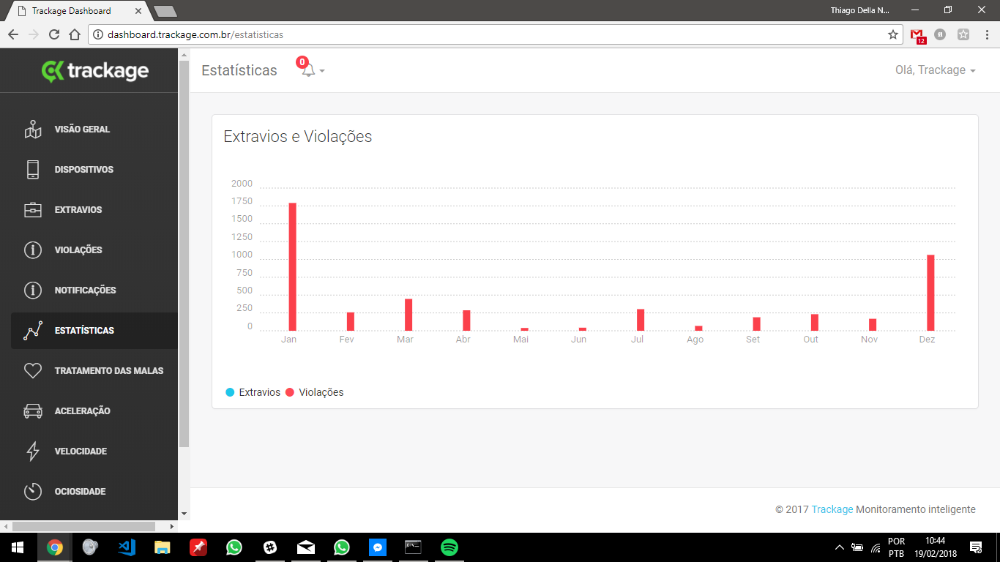 Trackage Dashboard
Thiago Della N...
dashboard.trackage.com.br/estatisticas
12
trackage
Estatísticas
0
Olá, Trackage
VISÃO GERAL
DISPOSITIVOS
EXTRAVIOS
VIOLAÇÕES
NOTIFICAÇÕES
ESTATÍSTICAS
TRATAMENTO DAS MALAS
ACELERAÇÃO
VELOCIDADE
OCIOSIDADE
Extravios e Violações
2000
1750
1500
1250
1000
750
500
250
0
Jan Fev Mar Abr Mai Jun Jul Ago Set Out Nov Dez
Extravios Violações
© 2017 Trackage Monitoramento inteligente
POR
PTB
10:44
19/02/2018